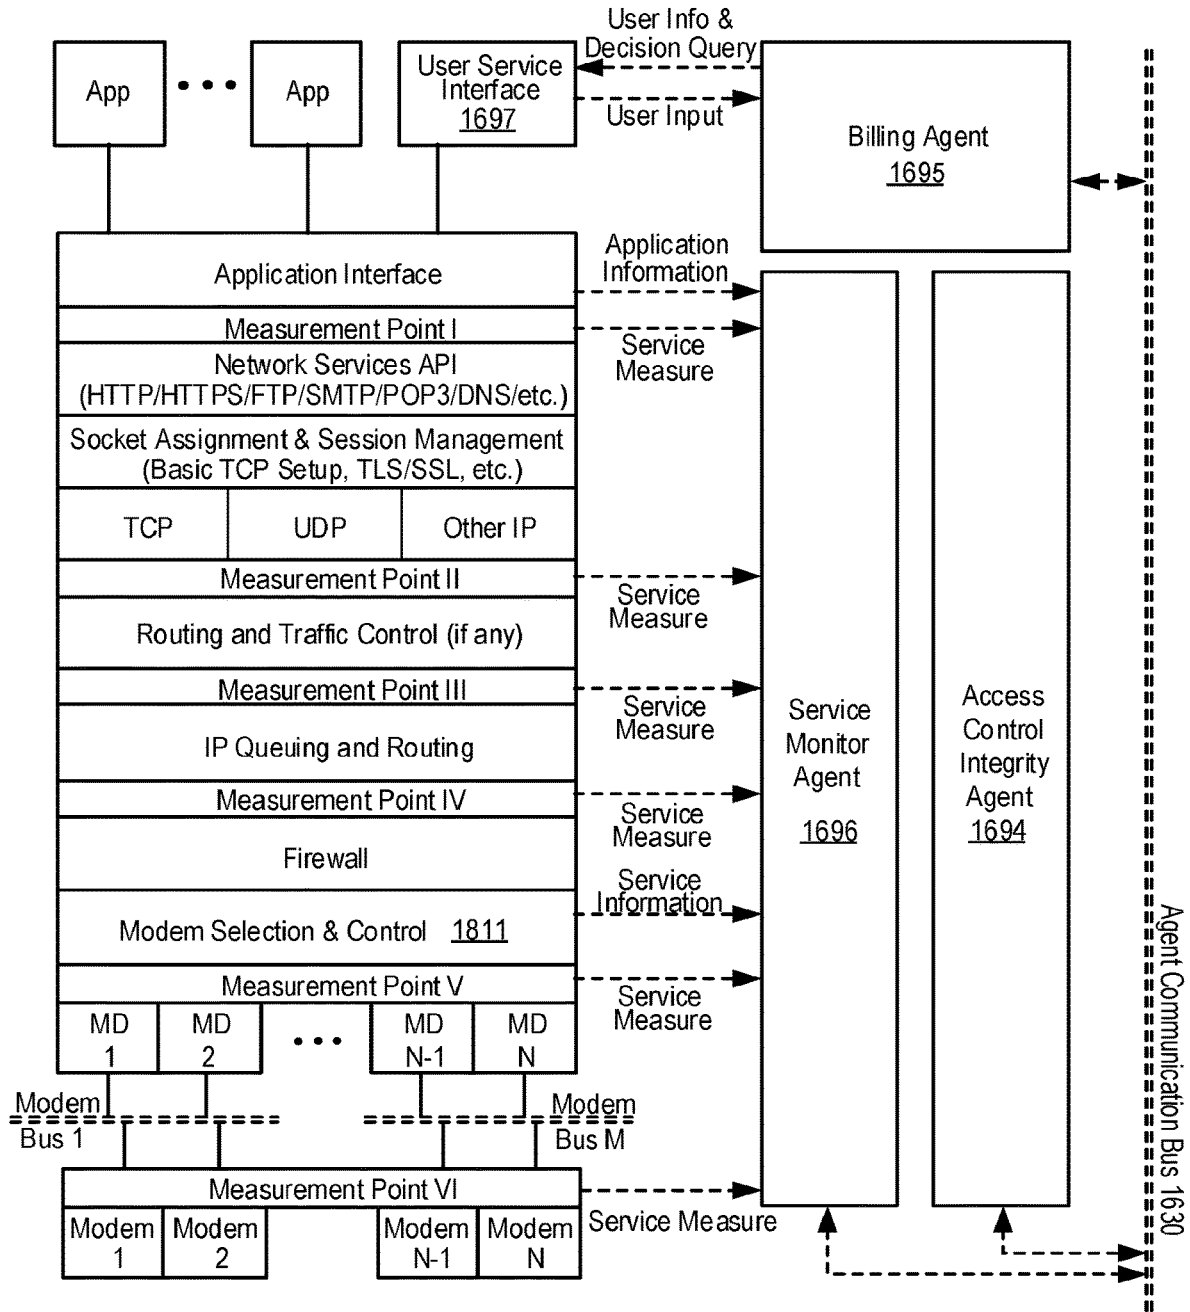 User Info &
Decision Query
App
App
User Service
Interface
1697
User Input
Billing Agent
1695
Application Interface
Application
Information
Measurement Point I
Service
Measure
Network Services API
(HTTP/HTTPS/FTP/SMTP/POP3/DNS/etc.)
Socket Assignment & Session Management
(Basic TCP Setup, TLS/SSL, etc.)
TCP
UDP
Other IP
Measurement Point II
Service
Measure
Routing and Traffic Control (if any)
Measurement Point III
Service
Measure
IP Queuing and Routing
Measurement Point IV
Service
Measure
Firewall
Service
Information
Modem Selection & Control 1811
Measurement Point V
Service
Measure
MD
1
MD
2
MD
N-1
MD
N
Modem
Bus 1
Modem
Bus M
Measurement Point VI
Service Measure
Modem
1
Modem
2
Modem
N-1
Modem
N
Service
Monitor
Agent
1696
Access
Control
Integrity
Agent
1694
Agent Communication Bus 1630